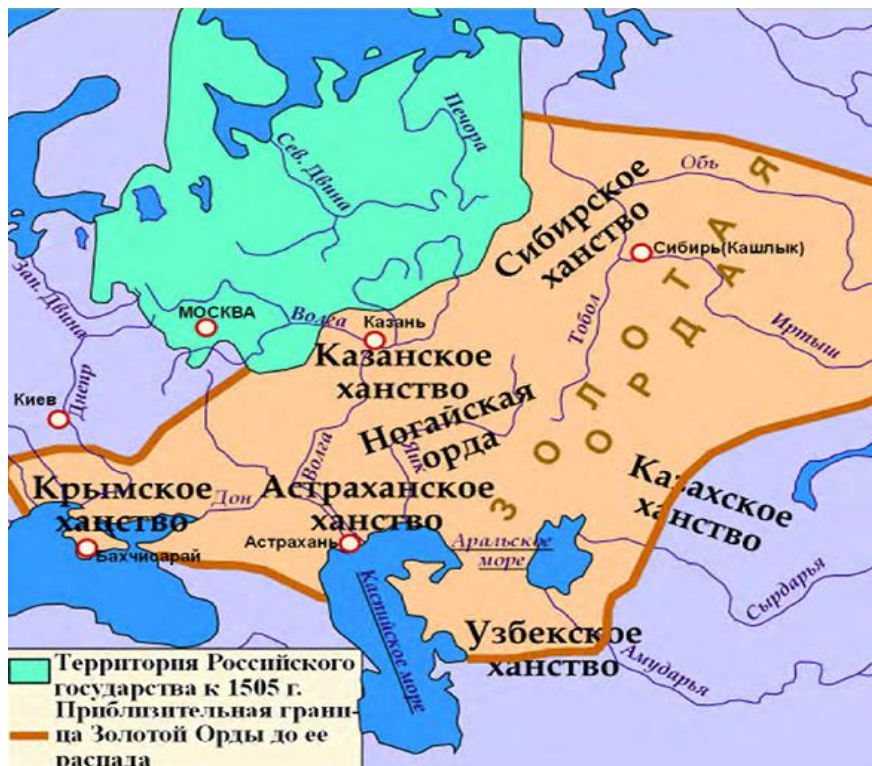 Печора
Сев. Двина
Обь
Сибирское
ханство
Сибирь(Кашлык)
Зап. Двина
МОСКВА
Волга
Казань
Тобол
Иртыш
Казанское
ханство
ЗОЛОТАЯ
ОРДА
Киев
Днепр
Ногайская
орда
Волга
Яик
Крымское
ханство
Дон
Астраханское
ханство
Казахское
ханство
Астрахань
Бахчисарай
Аральское
море
Каспийское море
Сырдарья
Узбекское
ханство
Амударья
Территория Российского
государства к 1505 г.
Приблизительная грани-
ца Золотой Орды до ее
распада